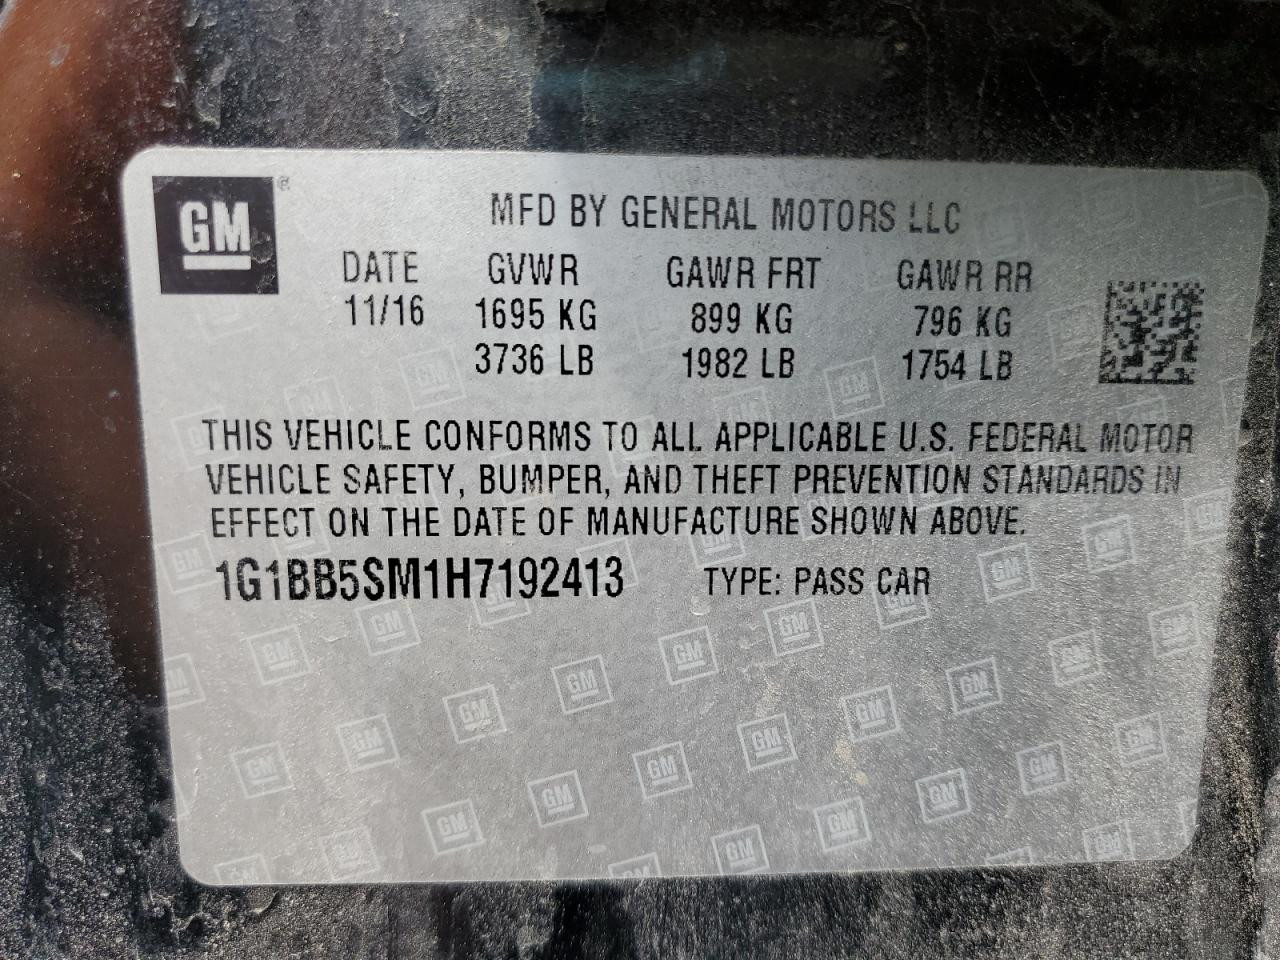 GM®
MFD BY GENERAL MOTORS LLC
DATE GVWR GAWR FRT GAWR RR
11/16 1695 KG 899 KG 796 KG
3736 LB 1982 LB 1754 LB
THIS VEHICLE CONFORMS TO ALL APPLICABLE U.S. FEDERAL MOTOR
VEHICLE SAFETY, BUMPER, AND THEFT PREVENTION STANDARDS IN
EFFECT ON THE DATE OF MANUFACTURE SHOWN ABOVE.
1G1BB5SM1H7192413 TYPE: PASS CAR